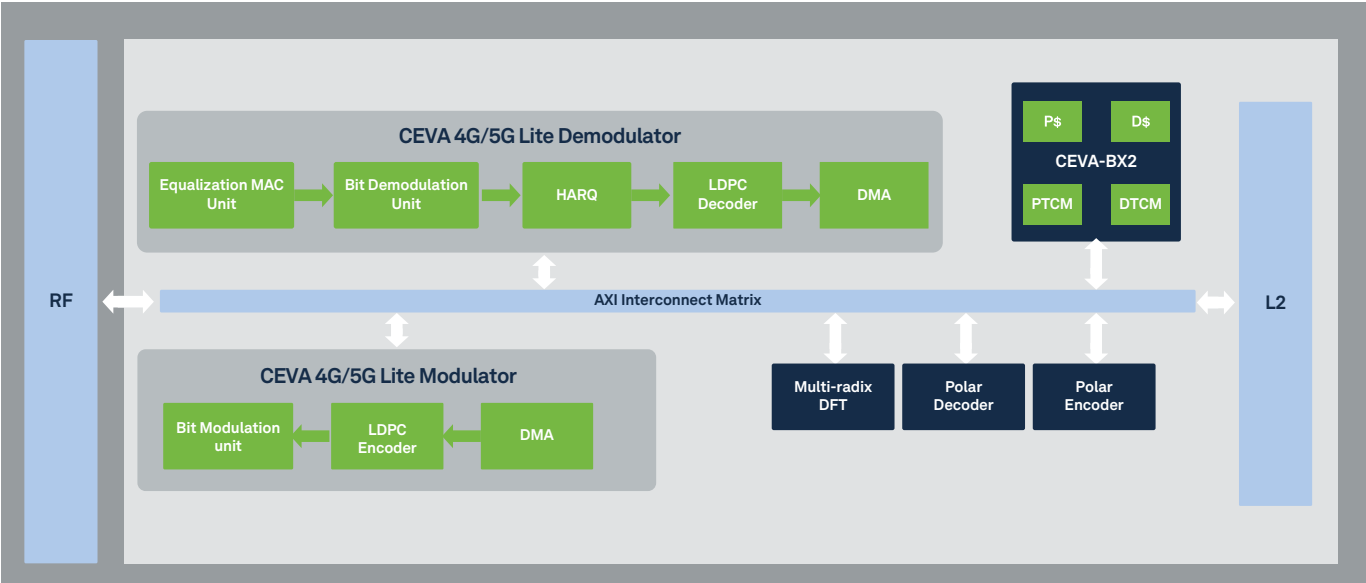 RF
CEVA 4G/5G Lite Demodulator
Equalization MAC
Unit
Bit Demodulation
Unit
HARQ
LDPC
Decoder
DMA
P$
D$
CEVA-BX2
PTCM
DTCM
AXI Interconnect Matrix
L2
CEVA 4G/5G Lite Modulator
Bit Modulation
unit
LDPC
Encoder
DMA
Multi-radix
DFT
Polar
Decoder
Polar
Encoder